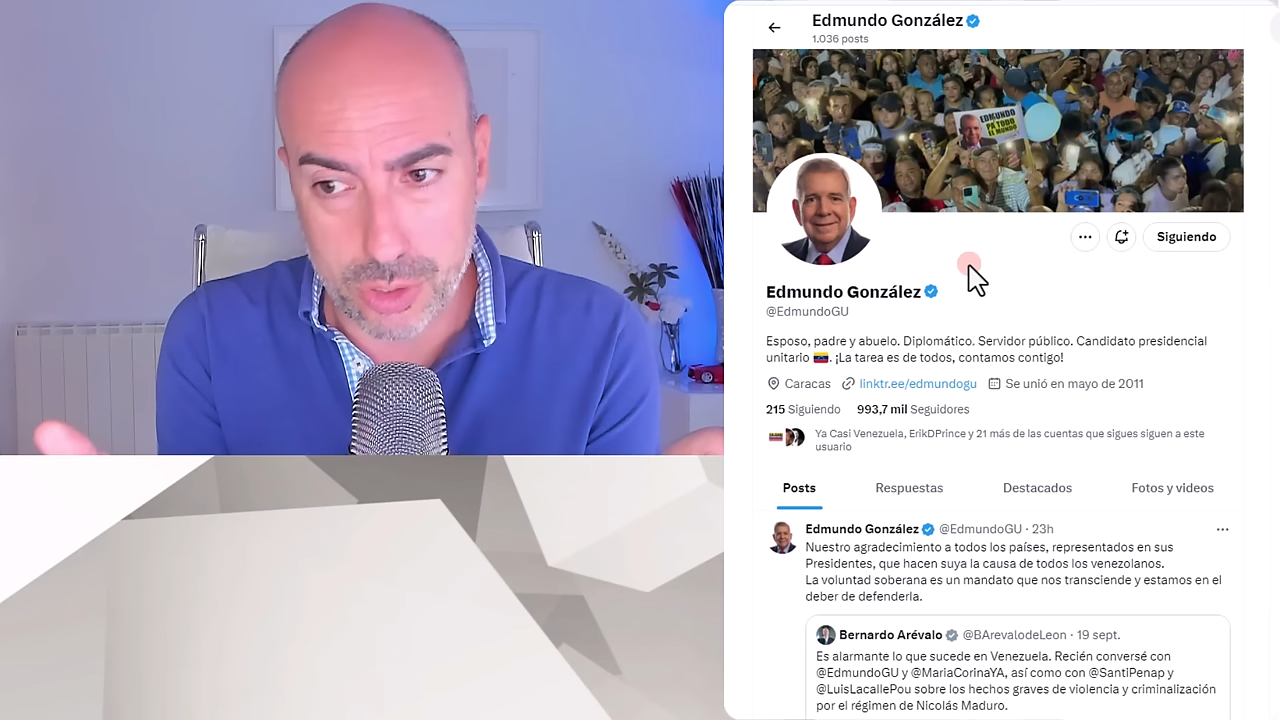 Edmundo González
1.036 posts
EDMUNDO
PA TODO
EL MUNDO
Siguiendo
Edmundo González
@EdmundoGU
Esposo, padre y abuelo. Diplomático. Servidor público. Candidato presidencial
unitario 🇻🇪. ¡La tarea es de todos, contamos contigo!
Caracas linktr.ee/edmundogu Se unió en mayo de 2011
215 Siguiendo 993,7 mil Seguidores
Ya Casi Venezuela, ErikDPrince y 21 más de las cuentas que sigues siguen a este
usuario
Posts Respuestas Destacados Fotos y videos
Edmundo González @EdmundoGU · 23h
Nuestro agradecimiento a todos los países, representados en sus
Presidentes, que hacen suya la causa de todos los venezolanos.
La voluntad soberana es un mandato que nos transciende y estamos en el
deber de defenderla.
Bernardo Arévalo @BArevalodeLeon · 19 sept.
Es alarmante lo que sucede en Venezuela. Recién conversé con
@EdmundoGU y @MariaCorinaYA, así como con @SantiPenap y
@LuisLacallePou sobre los hechos graves de violencia y criminalización
por el régimen de Nicolás Maduro.